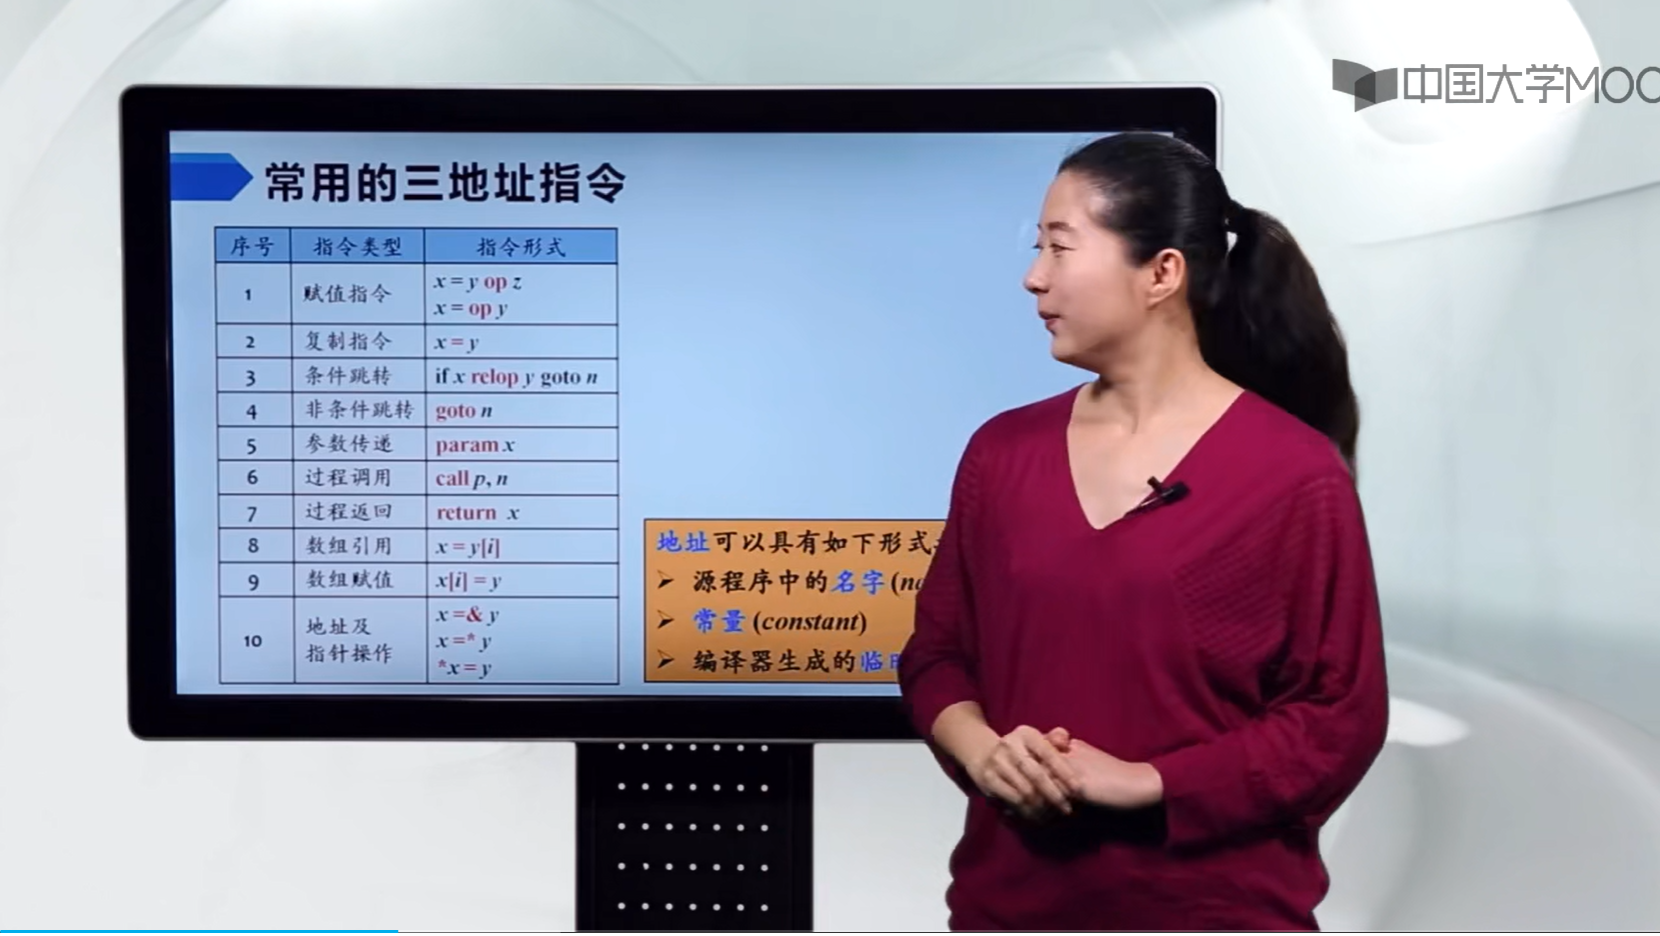 中国大学MOO
常用的三地址指令
序号 指令类型 指令形式
1 赋值指令 x = y op z
x = op y
2 复制指令 x = y
3 条件跳转 if x relop y goto n
4 非条件跳转 goto n
5 参数传递 param x
6 过程调用 call p, n
7 过程返回 return x
8 数组引用 x = y[i]
9 数组赋值 x[i] = y
10 地址及
指针操作 x =& y
x =* y
*x = y
地址可以具有如下形式
➢ 源程序中的名字 (na
➢ 常量 (constant)
➢ 编译器生成的临